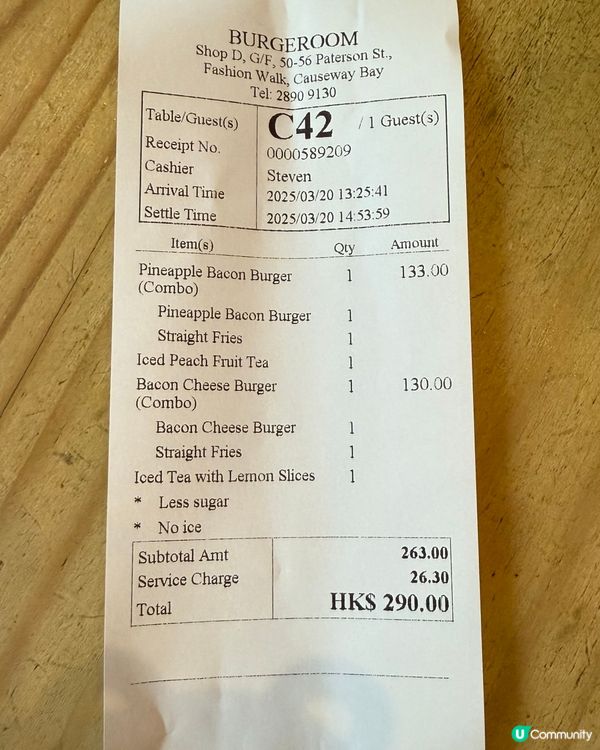 BURGEROOM
Shop D, G/F, 50-56 Paterson St.,
Fashion Walk, Causeway Bay
Tel: 2890 9130
Table/Guest(s) C42 / 1 Guest(s)
Receipt No. 0000589209
Cashier Steven
Arrival Time 2025/03/20 13:25:41
Settle Time 2025/03/20 14:53:59
Item(s) Qty Amount
Pineapple Bacon Burger 1 133.00
(Combo)
Pineapple Bacon Burger 1
Straight Fries 1
Iced Peach Fruit Tea 1
Bacon Cheese Burger 1 130.00
(Combo)
Bacon Cheese Burger 1
Straight Fries 1
Iced Tea with Lemon Slices 1
* Less sugar
* No ice
Subtotal Amt 263.00
Service Charge 26.30
Total HK$ 290.00
U Community